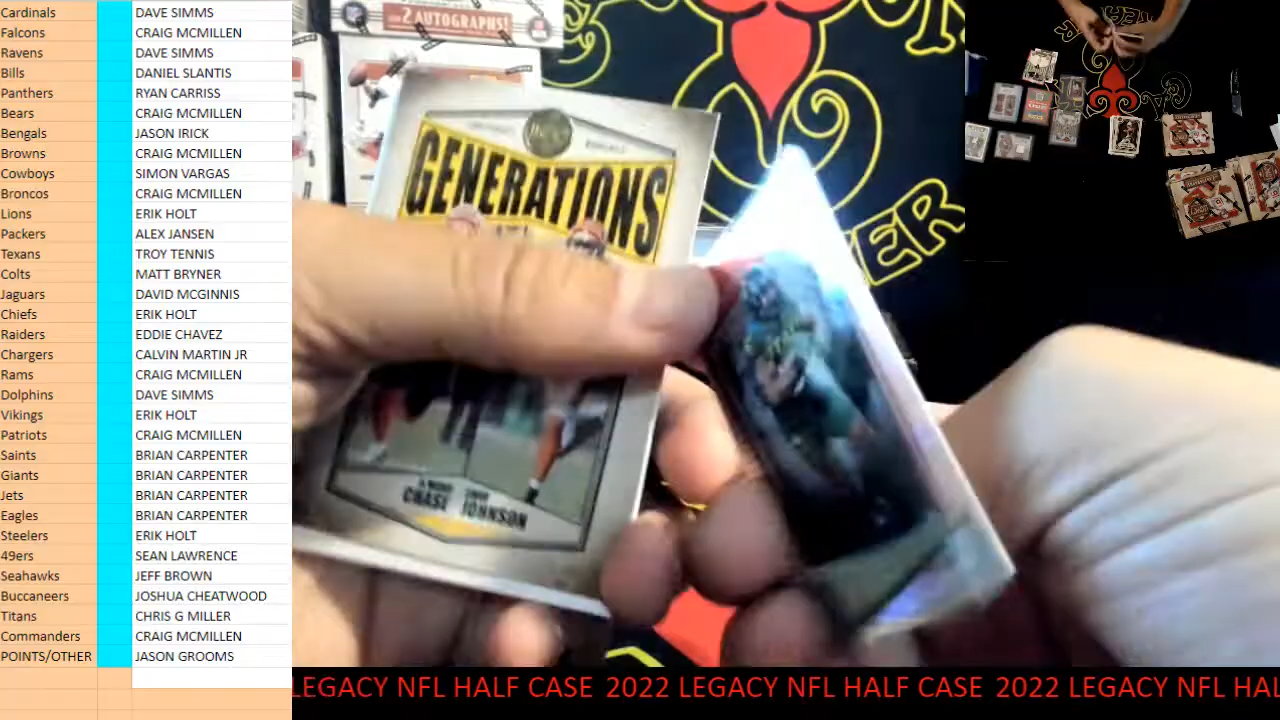 Cardinals DAVE SIMMS
Falcons CRAIG MCMILLEN
Ravens DAVE SIMMS
Bills DANIEL SLANTIS
Panthers RYAN CARRISS
Bears CRAIG MCMILLEN
Bengals JASON IRICK
Browns CRAIG MCMILLEN
Cowboys SIMON VARGAS
Broncos CRAIG MCMILLEN
Lions ERIK HOLT
Packers ALEX JANSEN
Texans TROY TENNIS
Colts MATT BRYNER
Jaguars DAVID MCGINNIS
Chiefs ERIK HOLT
Raiders EDDIE CHAVEZ
Chargers CALVIN MARTIN JR
Rams CRAIG MCMILLEN
Dolphins DAVE SIMMS
Vikings ERIK HOLT
Patriots CRAIG MCMILLEN
Saints BRIAN CARPENTER
Giants BRIAN CARPENTER
Jets BRIAN CARPENTER
Eagles BRIAN CARPENTER
Steelers ERIK HOLT
49ers SEAN LAWRENCE
Seahawks JEFF BROWN
Buccaneers JOSHUA CHEATWOOD
Titans CHRIS G MILLER
Commanders CRAIG MCMILLEN
POINTS/OTHER JASON GROOMS
2 AUTOGRAPHS!
GENERATIONS
CHASE JOHNSON
ER
LEGACY NFL HALF CASE 2022 LEGACY NFL HALF CASE 2022 LEGACY NFL HAL